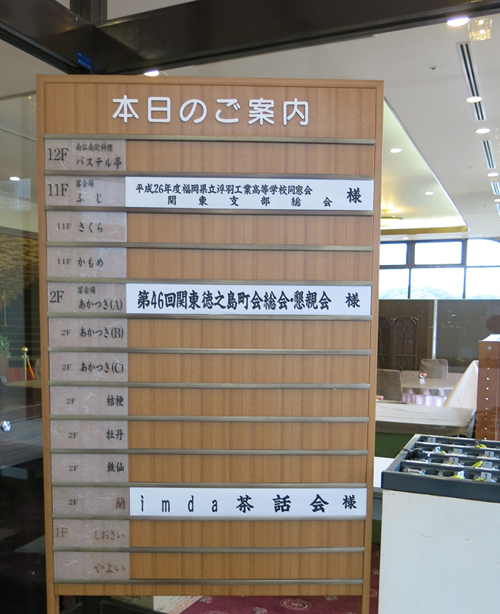 本日のご案内
12F 南仏南欧料理 パステル亭
11F 宴会場 ふじ
平成26年度福岡県立浮羽工業高等学校同窓会
関東支部総会 様
11F さくら
11F かもめ
2F 宴会場 あかつき(A) 第46回関東徳之島町会総会・懇親会 様
2F あかつき(B)
2F あかつき(C)
2F 桔梗
2F 牡丹
2F 鉄仙
2F 蘭 imda 茶話会 様
1F しおさい
やよい